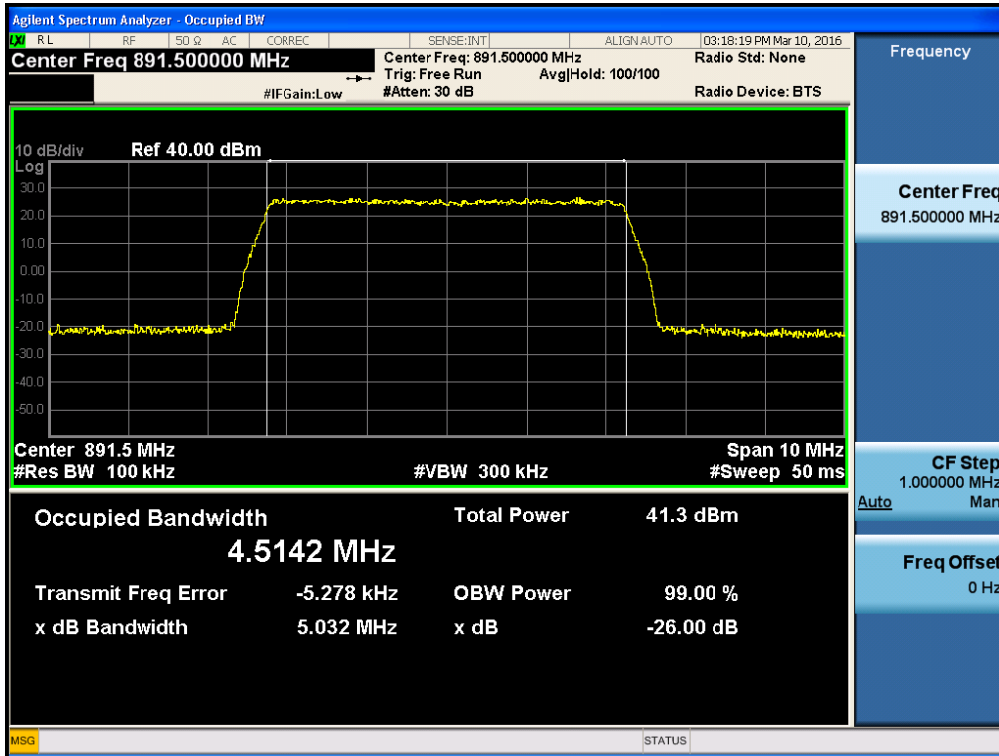 Agilent Spectrum Analyzer - Occupied BW
LXI RL RF 50 Ω AC CORREC SENSE:INT ALIGNAUTO 03:18:19 PM Mar 10, 2016
Center Freq 891.500000 MHz
Center Freq: 891.500000 MHz Radio Std: None
Trig: Free Run Avg|Hold: 100/100
#IFGain:Low #Atten: 30 dB Radio Device: BTS
10 dB/div Ref 40.00 dBm
Log
30.0
20.0
10.0
0.00
-10.0
-20.0
-30.0
-40.0
-50.0
Center 891.5 MHz Span 10 MHz
#Res BW 100 kHz #VBW 300 kHz #Sweep 50 ms
Occupied Bandwidth Total Power 41.3 dBm
4.5142 MHz
Transmit Freq Error -5.278 kHz OBW Power 99.00 %
x dB Bandwidth 5.032 MHz x dB -26.00 dB
Frequency
Center Freq
891.500000 MHz
CF Step
1.000000 MHz
Auto Man
Freq Offset
0 Hz
MSG STATUS